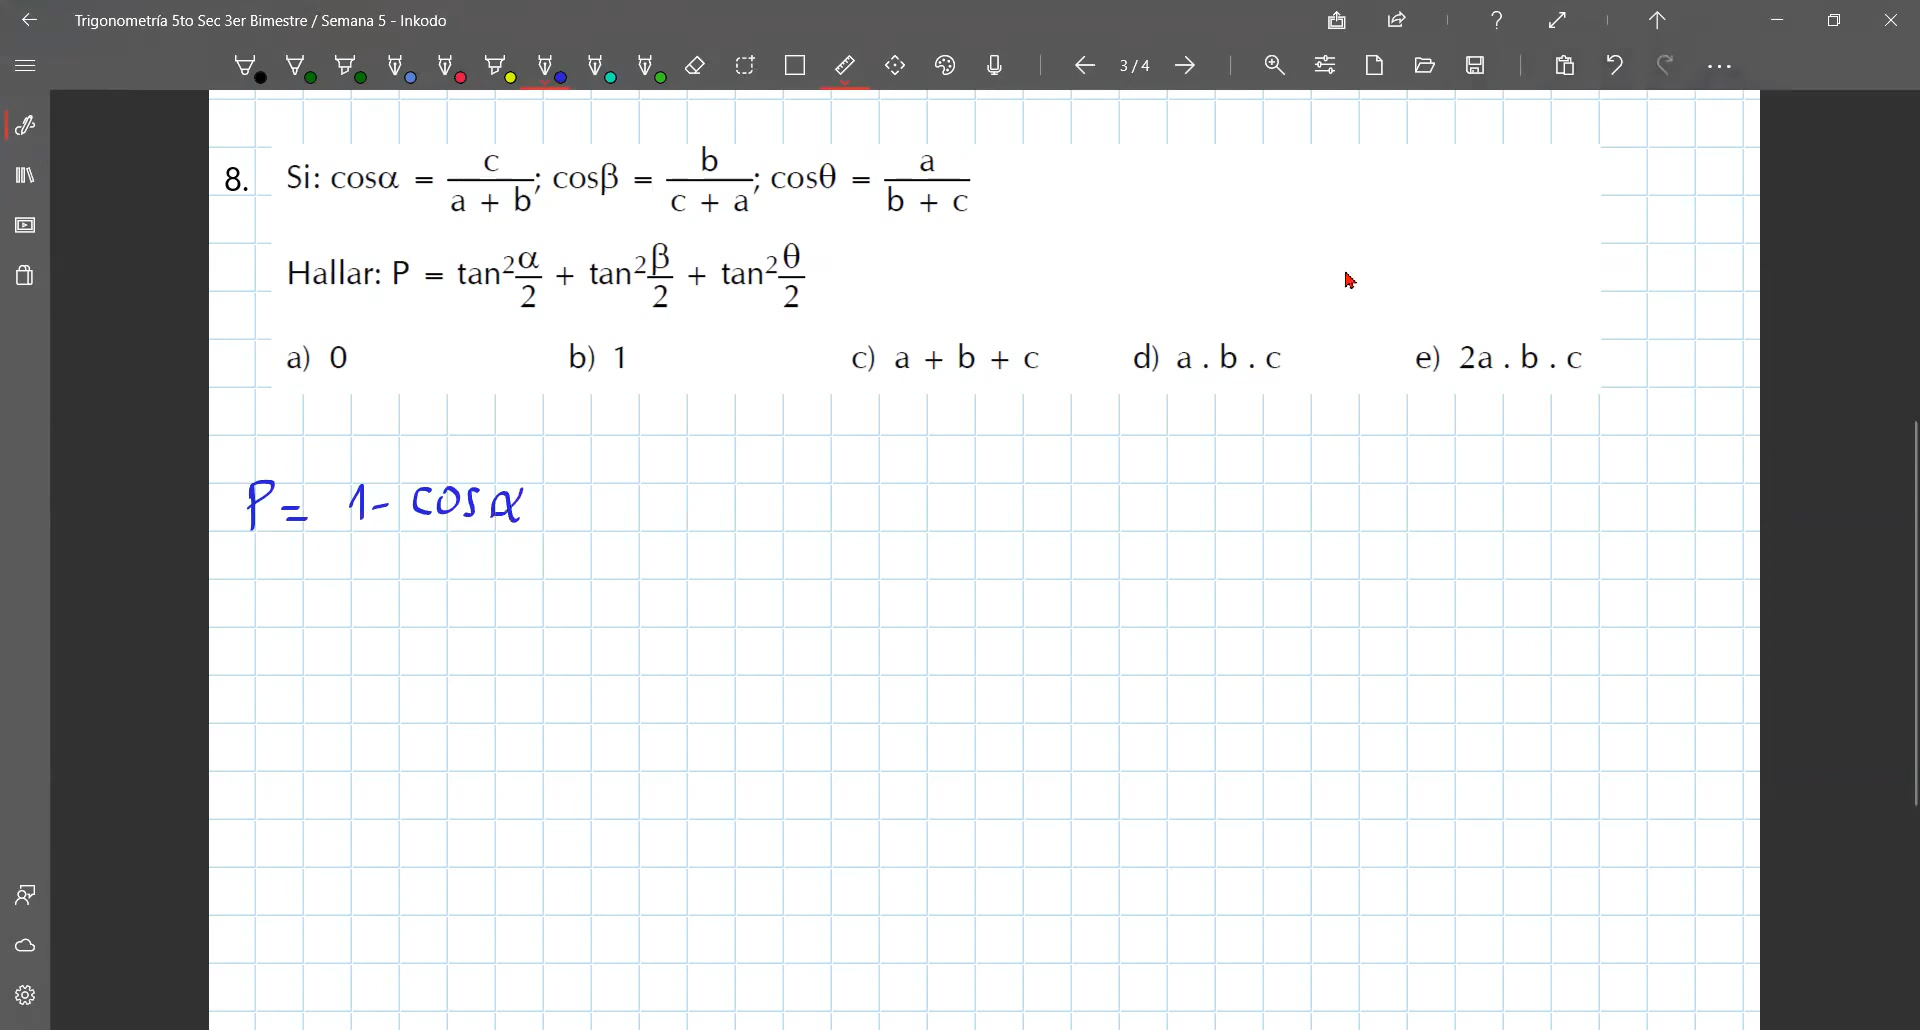 Trigonometría 5to Sec 3er Bimestre / Semana 5 - Inkodo
3 / 4
8. Si: cosα = c/(a + b); cosβ = b/(c + a); cosθ = a/(b + c)
Hallar: P = tan² α/2 + tan² β/2 + tan² θ/2
a) 0 b) 1 c) a + b + c d) a . b . c e) 2a . b . c
P = 1 - cos α